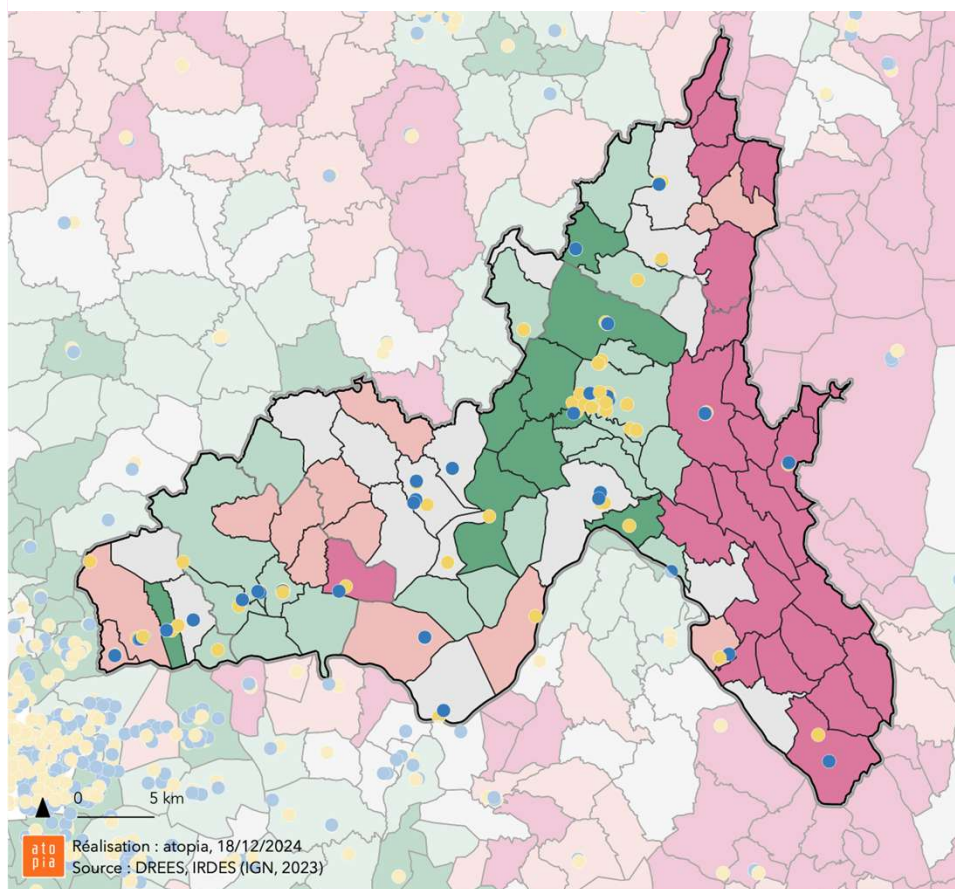 0 5 km
ato
pia
Réalisation : atopia, 18/12/2024
Source : DREES, IRDES (IGN, 2023)